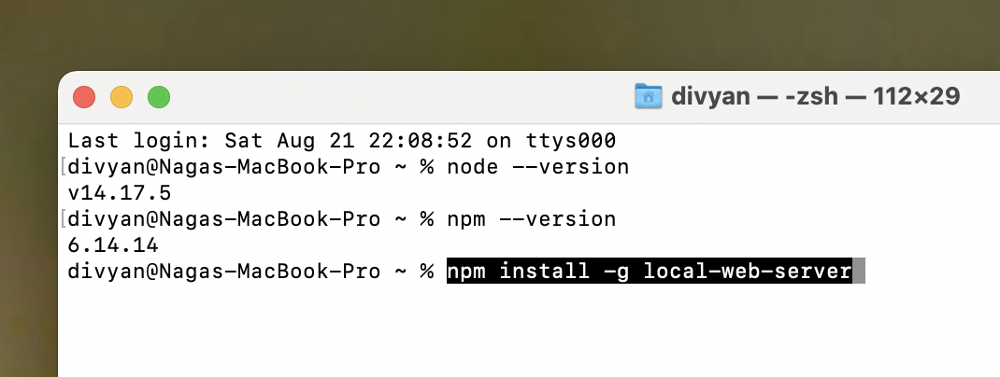 divyan — -zsh — 112×29
Last login: Sat Aug 21 22:08:52 on ttys000
[divyan@Nagas-MacBook-Pro ~ % node --version
v14.17.5
[divyan@Nagas-MacBook-Pro ~ % npm --version
6.14.14
divyan@Nagas-MacBook-Pro ~ % npm install -g local-web-server